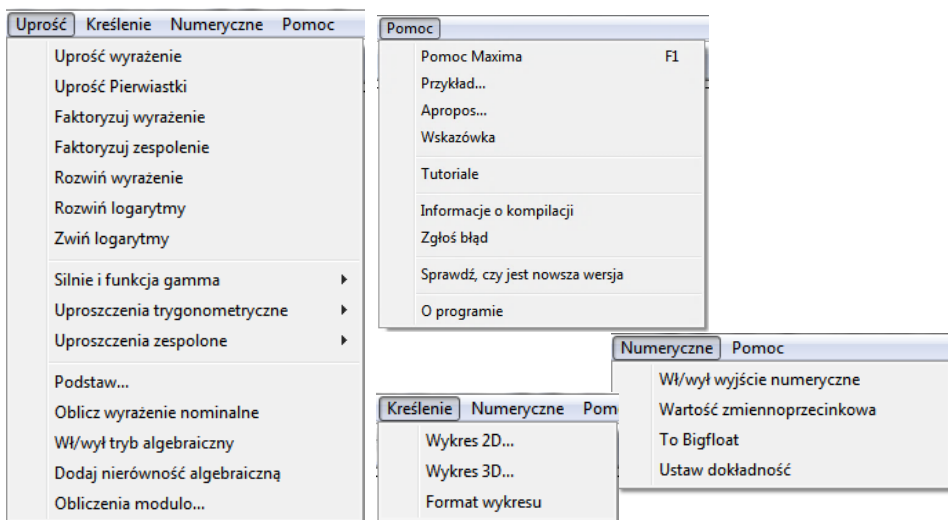 Uprość Kreślenie Numeryczne Pomoc
Uprość wyrażenie
Uprość Pierwiastki
Faktoryzuj wyrażenie
Faktoryzuj zespolenie
Rozwiń wyrażenie
Rozwiń logarytmy
Zwiń logarytmy
Silnie i funkcja gamma
Uproszczenia trygonometryczne
Uproszczenia zespolone
Podstaw...
Oblicz wyrażenie nominalne
Wł/wył tryb algebraiczny
Dodaj nierówność algebraiczną
Obliczenia modulo...
Pomoc
Pomoc Maxima F1
Przykład...
Apropos...
Wskazówka
Tutoriale
Informacje o kompilacji
Zgłoś błąd
Sprawdź, czy jest nowsza wersja
O programie
Kreślenie Numeryczne Pom
Wykres 2D...
Wykres 3D...
Format wykresu
Numeryczne Pomoc
Wł/wył wyjście numeryczne
Wartość zmiennoprzecinkowa
To Bigfloat
Ustaw dokładność